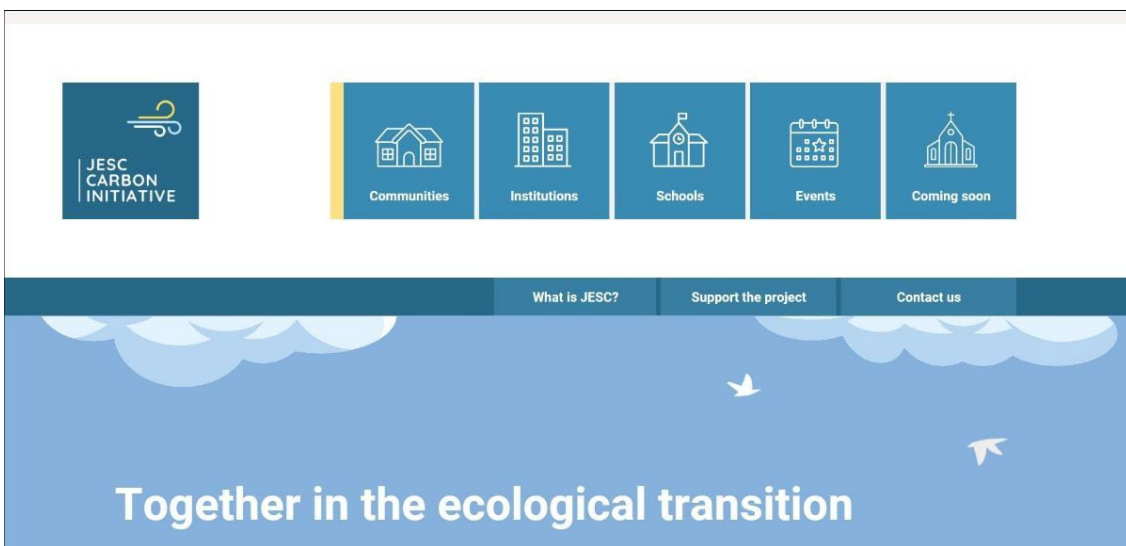 JESC
CARBON
INITIATIVE
Communities
Institutions
Schools
Events
Coming soon
What is JESC?
Support the project
Contact us
Together in the ecological transition